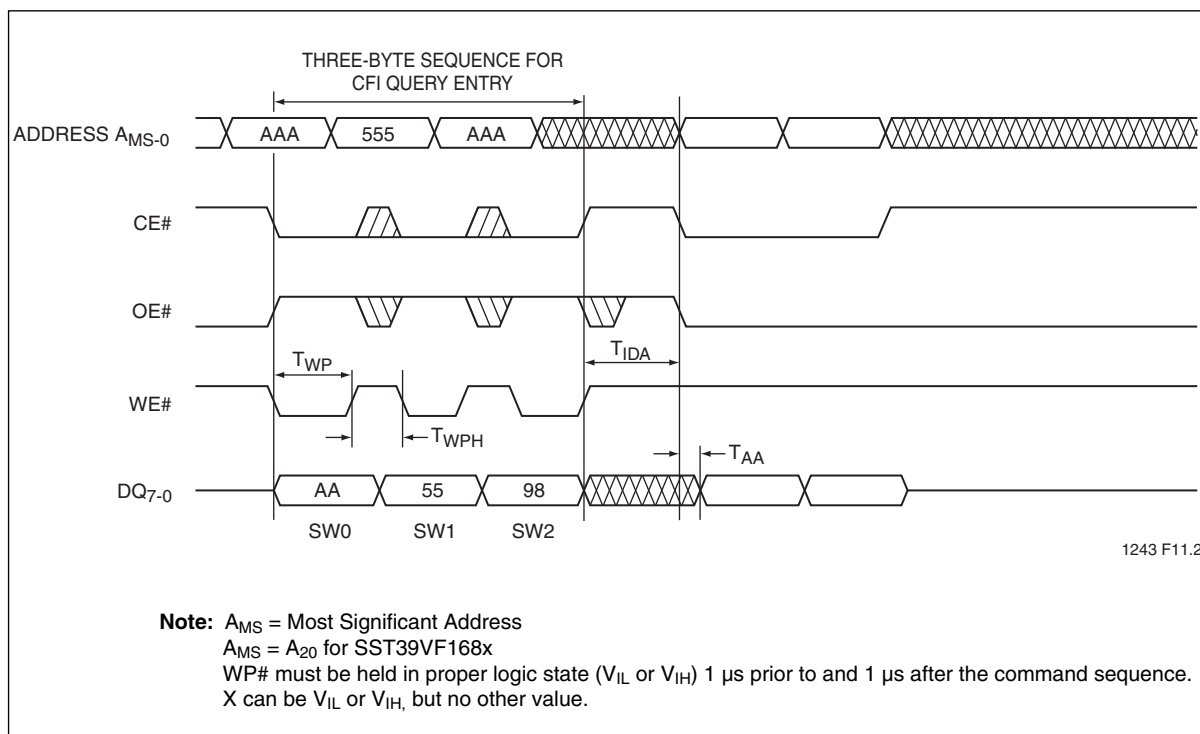 THREE-BYTE SEQUENCE FOR
CFI QUERY ENTRY
ADDRESS AMS-0
AAA 555 AAA
CE#
OE#
TIDA
TWP
WE#
TWPH
TAA
DQ7-0
AA 55 98
SW0 SW1 SW2
1243 F11.2
Note: AMS = Most Significant Address
AMS = A20 for SST39VF168x
WP# must be held in proper logic state (VIL or VIH) 1 µs prior to and 1 µs after the command sequence.
X can be VIL or VIH, but no other value.